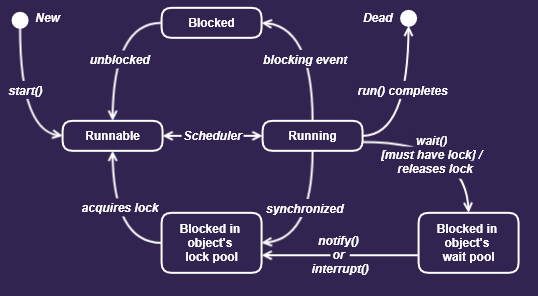 New
Blocked
Dead
unblocked
blocking event
start()
run() completes
Runnable
Scheduler
Running
wait()
[must have lock] /
releases lock
acquires lock
synchronized
Blocked in
object's
lock pool
notify()
or
interrupt()
Blocked in
object's
wait pool